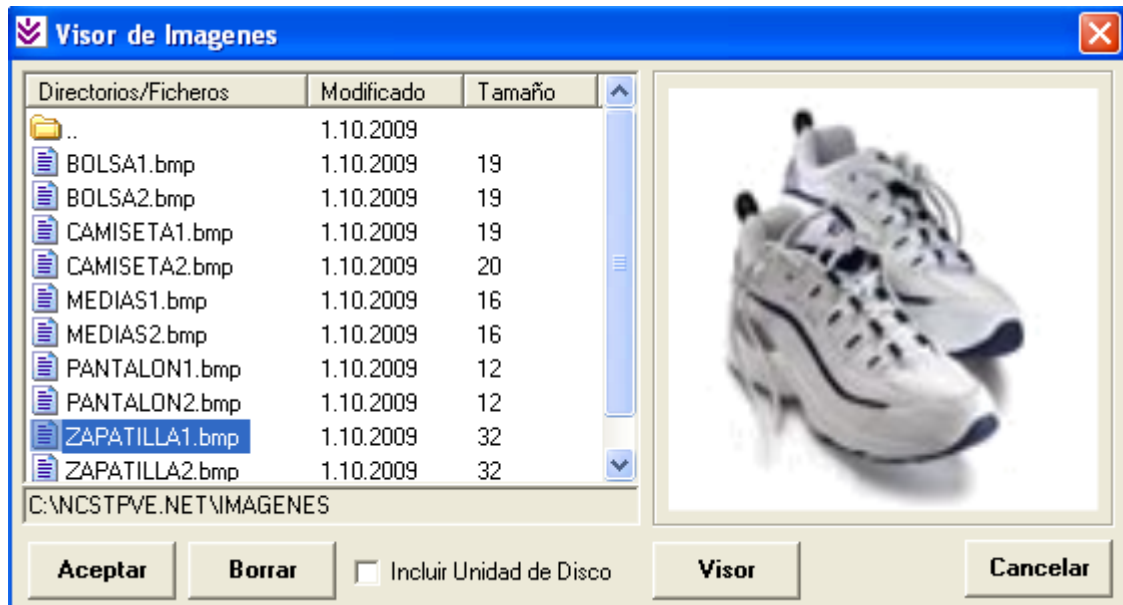 Visor de Imagenes
Directorios/Ficheros Modificado Tamaño
.. 1.10.2009
BOLSA1.bmp 1.10.2009 19
BOLSA2.bmp 1.10.2009 19
CAMISETA1.bmp 1.10.2009 19
CAMISETA2.bmp 1.10.2009 20
MEDIAS1.bmp 1.10.2009 16
MEDIAS2.bmp 1.10.2009 16
PANTALON1.bmp 1.10.2009 12
PANTALON2.bmp 1.10.2009 12
ZAPATILLA1.bmp 1.10.2009 32
ZAPATILLA2.bmp 1.10.2009 32
C:\NCSTPVE.NET\IMAGENES
Aceptar Borrar Incluir Unidad de Disco Visor Cancelar